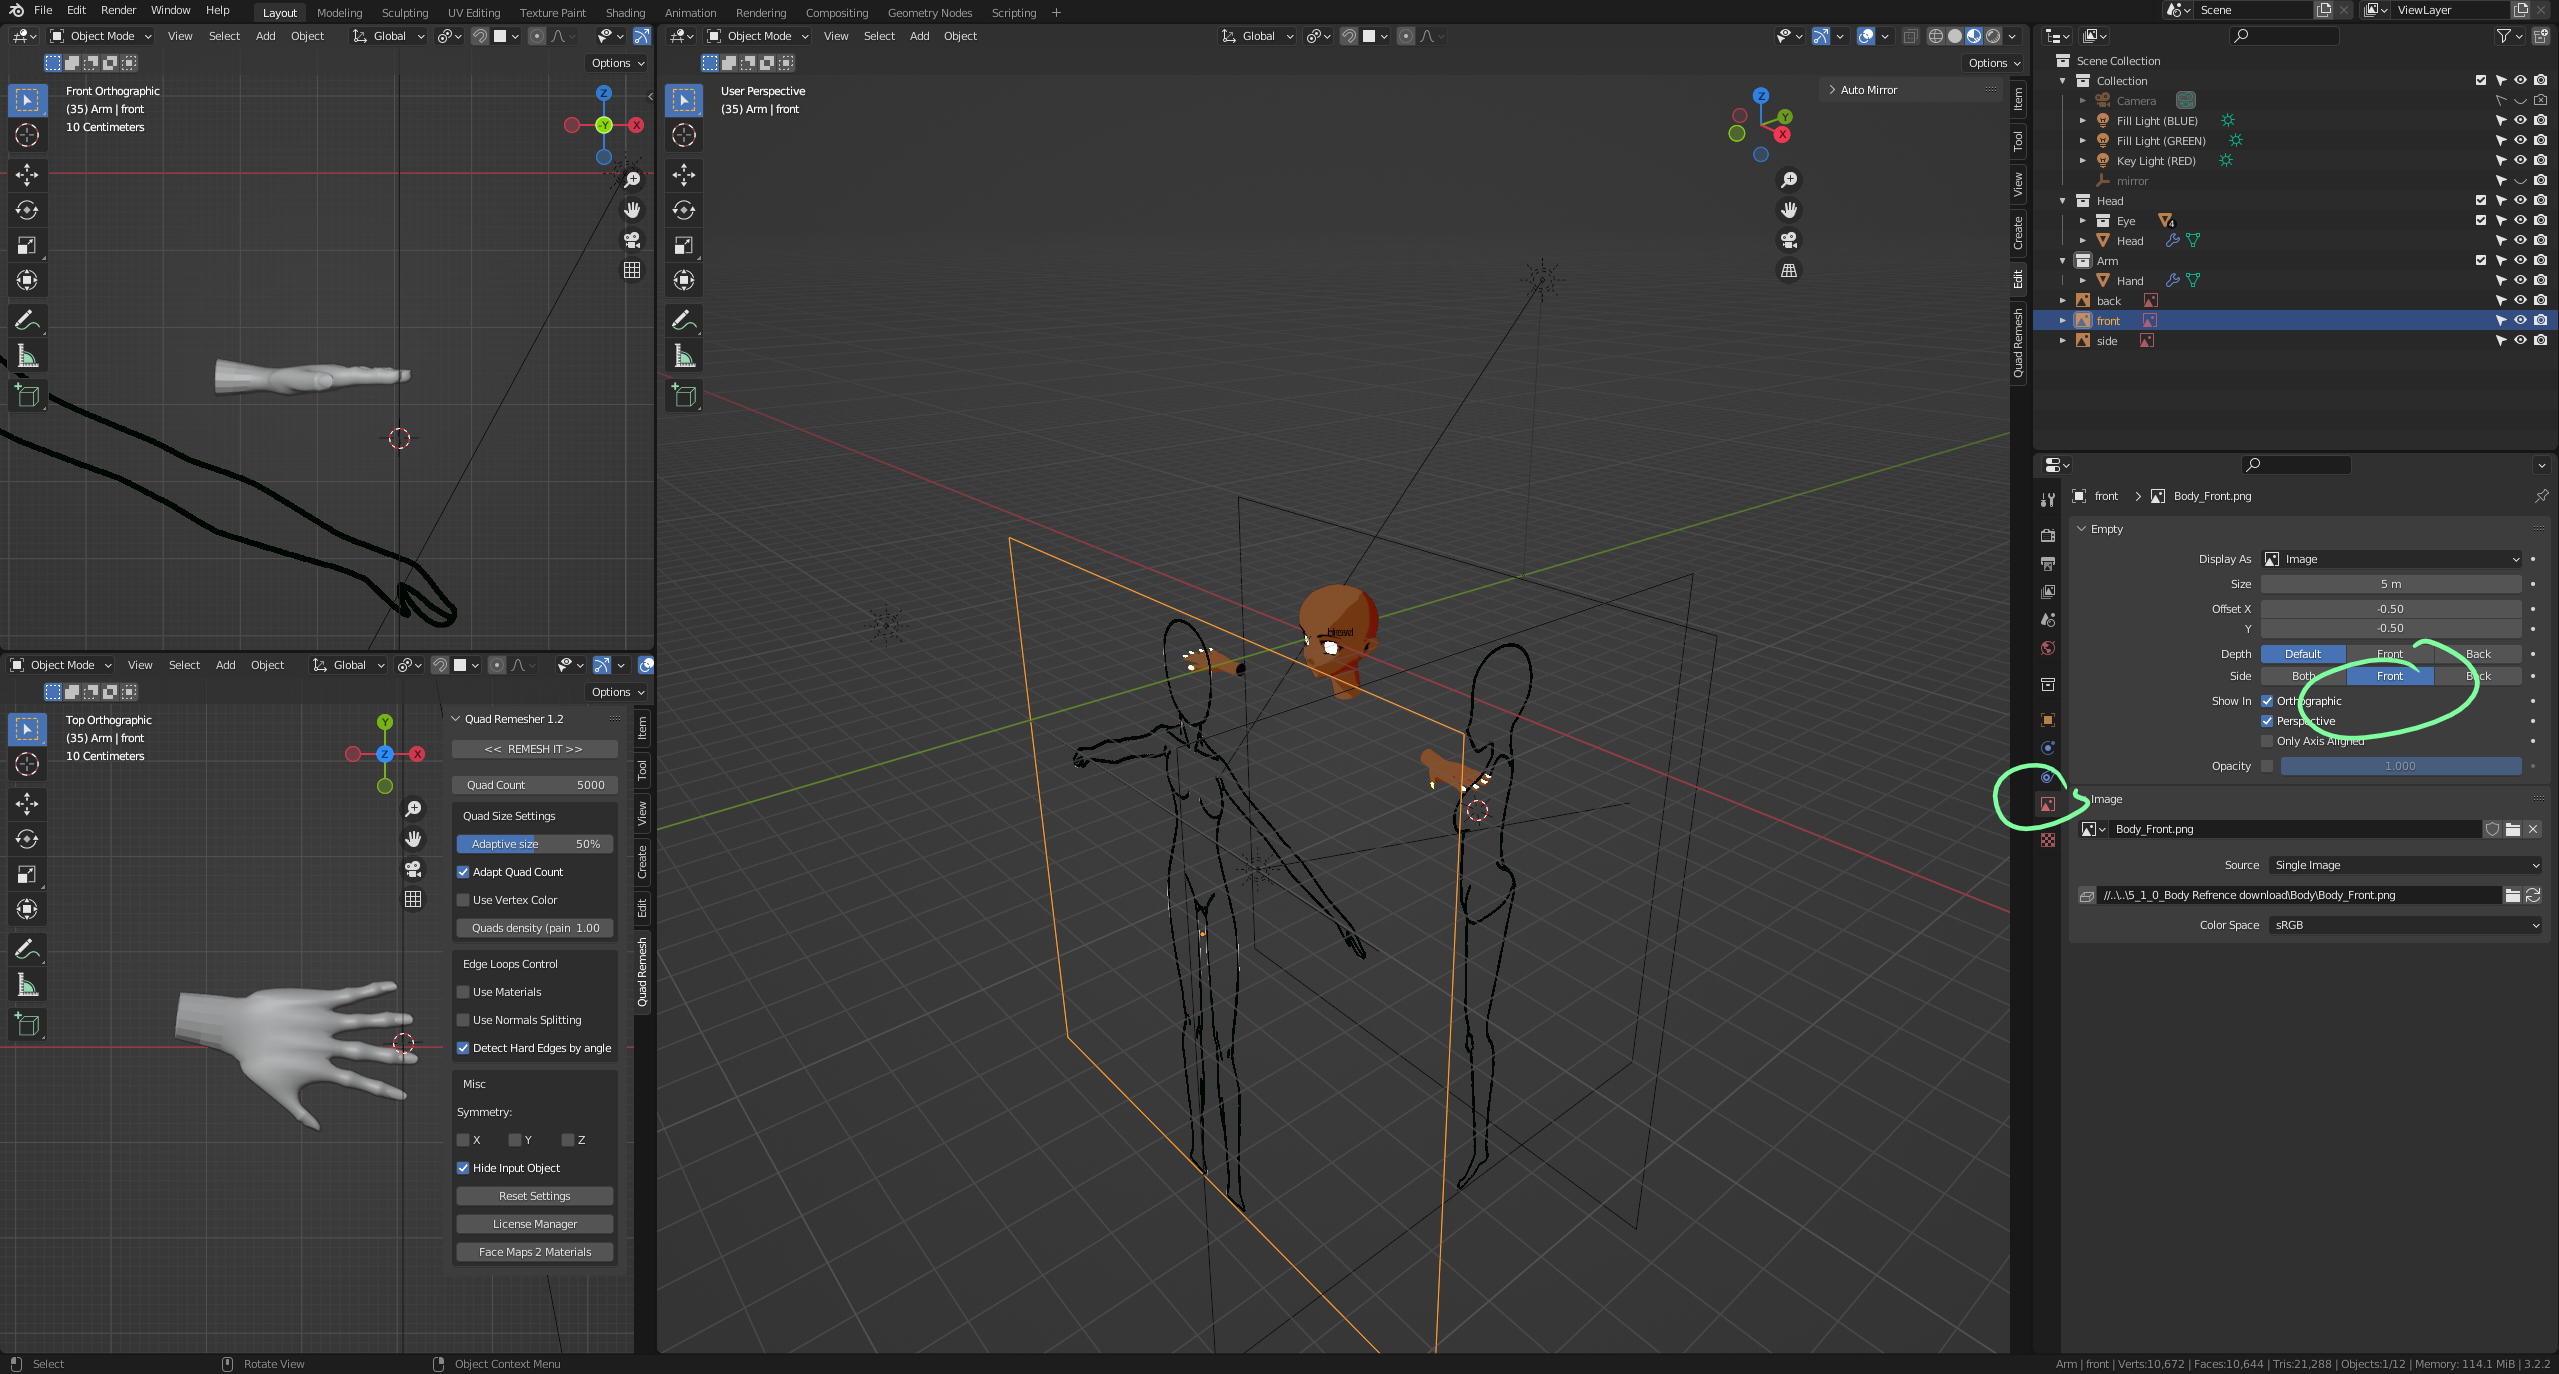 File Edit Render Window Help Layout Modeling Sculpting UV Editing Texture Paint Shading Animation Rendering Compositing Geometry Nodes Scripting + Scene ViewLayer
Object Mode View Select Add Object Global
Options
Front Orthographic
(35) Arm | front
10 Centimeters
Z
-Y
X
Object Mode View Select Add Object Global
Options
User Perspective
(35) Arm | front
Z
Y
X
Auto Mirror
Item
Tool
View
Create
Edit
Quad Remesh
Object Mode View Select Add Object Global
Options
Top Orthographic
(35) Arm | front
10 Centimeters
Y
Z
X
Quad Remesher 1.2
<< REMESH IT >>
Quad Count 5000
Quad Size Settings
Adaptive size 50%
Adapt Quad Count
Use Vertex Color
Quads density (pain 1.00
Edge Loops Control
Use Materials
Use Normals Splitting
Detect Hard Edges by angle
Misc
Symmetry:
X Y Z
Hide Input Object
Reset Settings
License Manager
Face Maps 2 Materials
Item
Tool
View
Create
Edit
Quad Remesh
Scene Collection
Collection
Camera
Fill Light (BLUE)
Fill Light (GREEN)
Key Light (RED)
mirror
Head
Eye 4
Head
Arm
Hand
back
front
side
front > Body_Front.png
Empty
Display As Image
Size 5 m
Offset X -0.50
Y -0.50
Depth Default Front Back
Side Both Front Back
Show In Orthographic
Perspective
Only Axis Aligned
Opacity 1.000
Image
Body_Front.png
Source Single Image
//..\..\5_1_0_Body Refrence download\Body\Body_Front.png
Color Space sRGB
Select Rotate View Object Context Menu
Arm | front | Verts:10,672 | Faces:10,644 | Tris:21,288 | Objects:1/12 | Memory: 114.1 MiB | 3.2.2